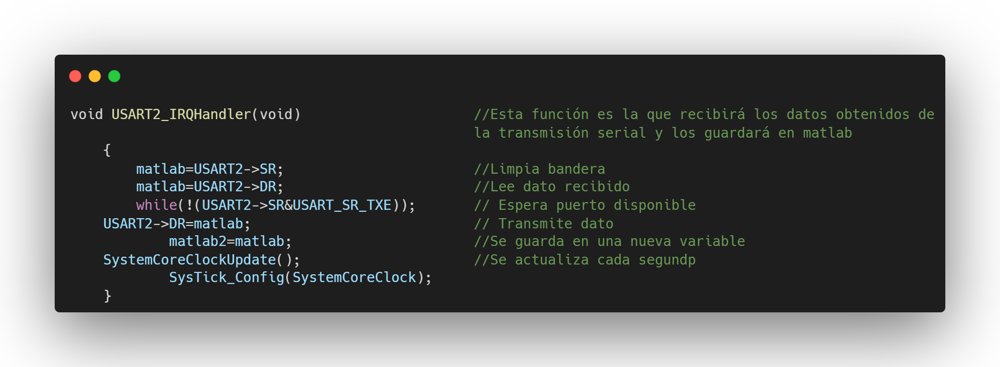 void USART2_IRQHandler(void) //Esta función es la que recibirá los datos obtenidos de
la transmisión serial y los guardará en matlab
{
matlab=USART2->SR; //Limpia bandera
matlab=USART2->DR; //Lee dato recibido
while(!(USART2->SR&USART_SR_TXE)); // Espera puerto disponible
USART2->DR=matlab; // Transmite dato
matlab2=matlab; //Se guarda en una nueva variable
SystemCoreClockUpdate(); //Se actualiza cada segundp
SysTick_Config(SystemCoreClock);
}